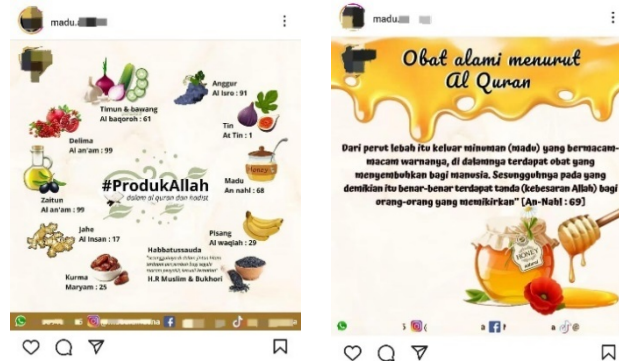 madu.
Timun & bawang
Al baqoroh : 61
Anggur
Al Isro : 91
Delima
Al an'am : 99
Tin
At Tin : 1
#ProdukAllah
dalam al quran dan hadist
Madu
An nahl : 68
Zaitun
Al an'am : 99
Jahe
Al Insan : 17
Pisang
Al waqiah : 29
Habbatussauda
H.R Muslim & Bukhori
Kurma
Maryam : 25
madu.
Obat alami menurut
Al Quran
Dari perut lebah itu keluar minuman (madu) yang bermacam-
macam warnanya, di dalamnya terdapat obat yang
menyembuhkan bagi manusia. Sesungguhnya pada yang
demikian itu benar-benar terdapat tanda (kebesaran Allah) bagi
orang-orang yang memikirkan" [An-Nahl : 69]
HONEY